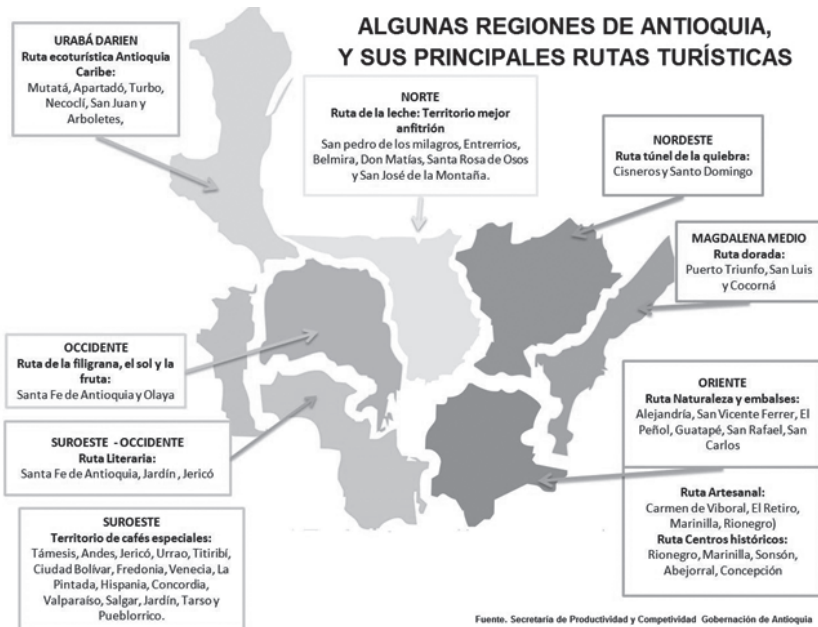 ALGUNAS REGIONES DE ANTIOQUIA,
Y SUS PRINCIPALES RUTAS TURÍSTICAS
URABÁ DARIEN
Ruta ecoturística Antioquia
Caribe:
Mutatá, Apartadó, Turbo,
Necoclí, San Juan y
Arboletes,
NORTE
Ruta de la leche: Territorio mejor
anfitrión
San pedro de los milagros, Entrerrios,
Belmira, Don Matías, Santa Rosa de Osos
y San José de la Montaña.
NORDESTE
Ruta túnel de la quiebra:
Cisneros y Santo Domingo
MAGDALENA MEDIO
Ruta dorada:
Puerto Triunfo, San Luis
y Cocorná
OCCIDENTE
Ruta de la filigrana, el sol y la
fruta:
Santa Fe de Antioquia y Olaya
ORIENTE
Ruta Naturaleza y embalses:
Alejandría, San Vicente Ferrer, El
Peñol, Guatapé, San Rafael, San
Carlos
SUROESTE - OCCIDENTE
Ruta Literaria:
Santa Fe de Antioquia, Jardín , Jericó
Ruta Artesanal:
Carmen de Viboral, El Retiro,
Marinilla, Rionegro)
Ruta Centros históricos:
Rionegro, Marinilla, Sonsón,
Abejorral, Concepción
SUROESTE
Territorio de cafés especiales:
Támesis, Andes, Jericó, Urrao, Titiribí,
Ciudad Bolívar, Fredonia, Venecia, La
Pintada, Hispania, Concordia,
Valparaíso, Salgar, Jardín, Tarso y
Pueblorrico.
Fuente. Secretaría de Productividad y Competividad Gobernación de Antioquia